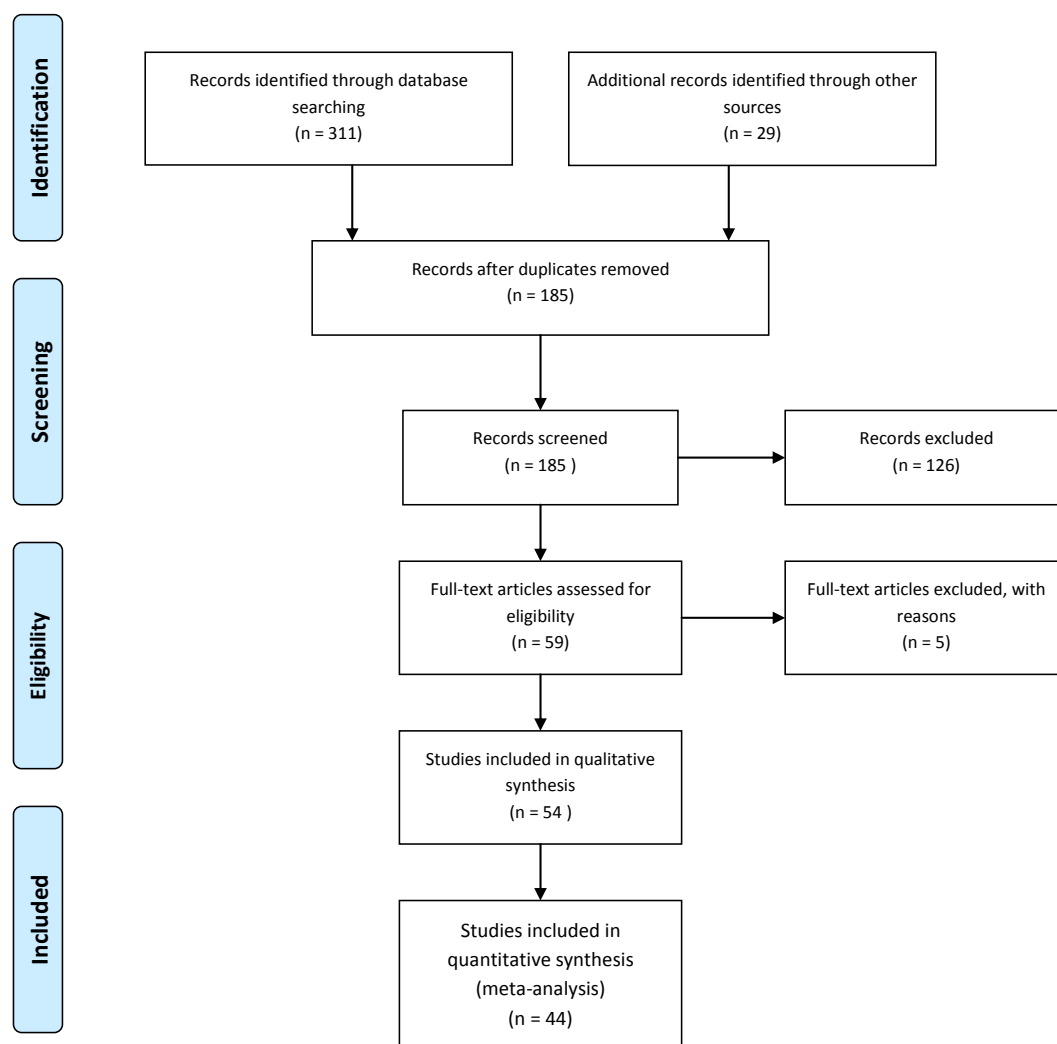 Identification
Records identified through database
searching
(n = 311)
Additional records identified through other
sources
(n = 29)
Records after duplicates removed
(n = 185)
Screening
Records screened
(n = 185 )
Records excluded
(n = 126)
Eligibility
Full-text articles assessed for
eligibility
(n = 59)
Full-text articles excluded, with
reasons
(n = 5)
Studies included in qualitative
synthesis
(n = 54 )
Included
Studies included in
quantitative synthesis
(meta-analysis)
(n = 44)